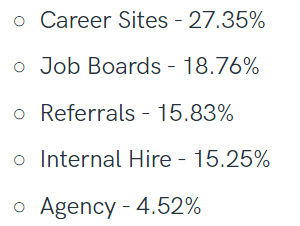 Career Sites - 27.35%
Job Boards - 18.76%
Referrals - 15.83%
Internal Hire - 15.25%
Agency - 4.52%